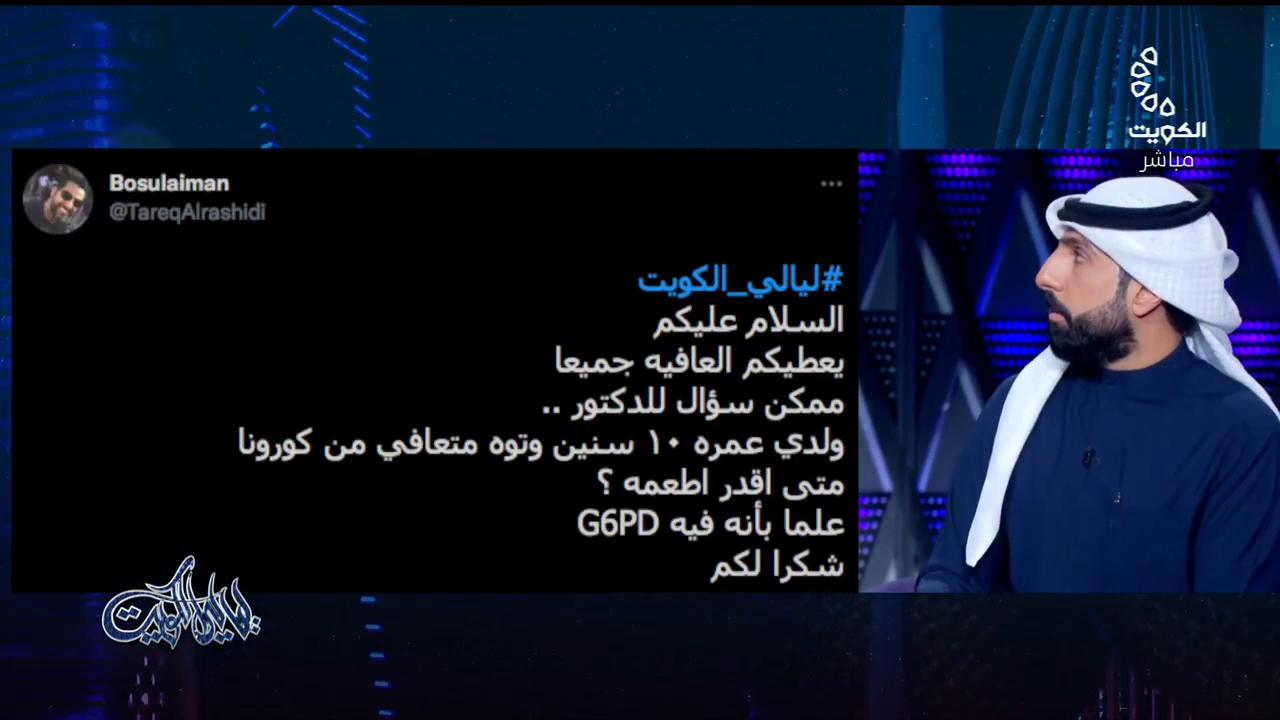 الكويت
مباشر
Bosulaiman
@TareqAlrashidi
#ليالي_الكويت
السلام عليكم
يعطيكم العافيه جميعا
ممكن سؤال للدكتور ..
ولدي عمره ١٠ سنين وتوه متعافي من كورونا
متى اقدر اطعمه ؟
علما بأنه فيه G6PD
شكرا لكم
ليالي الكويت